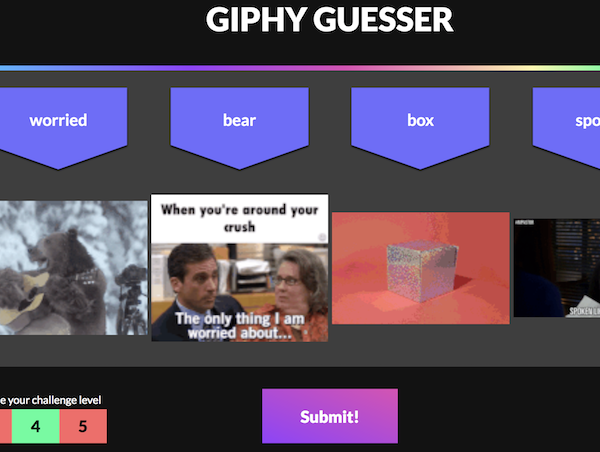 GIPHY GUESSER
worried
bear
box
spo
When you're around your
crush
The only thing I am
worried about...
SPOKEN LI
e your challenge level
4
5
Submit!